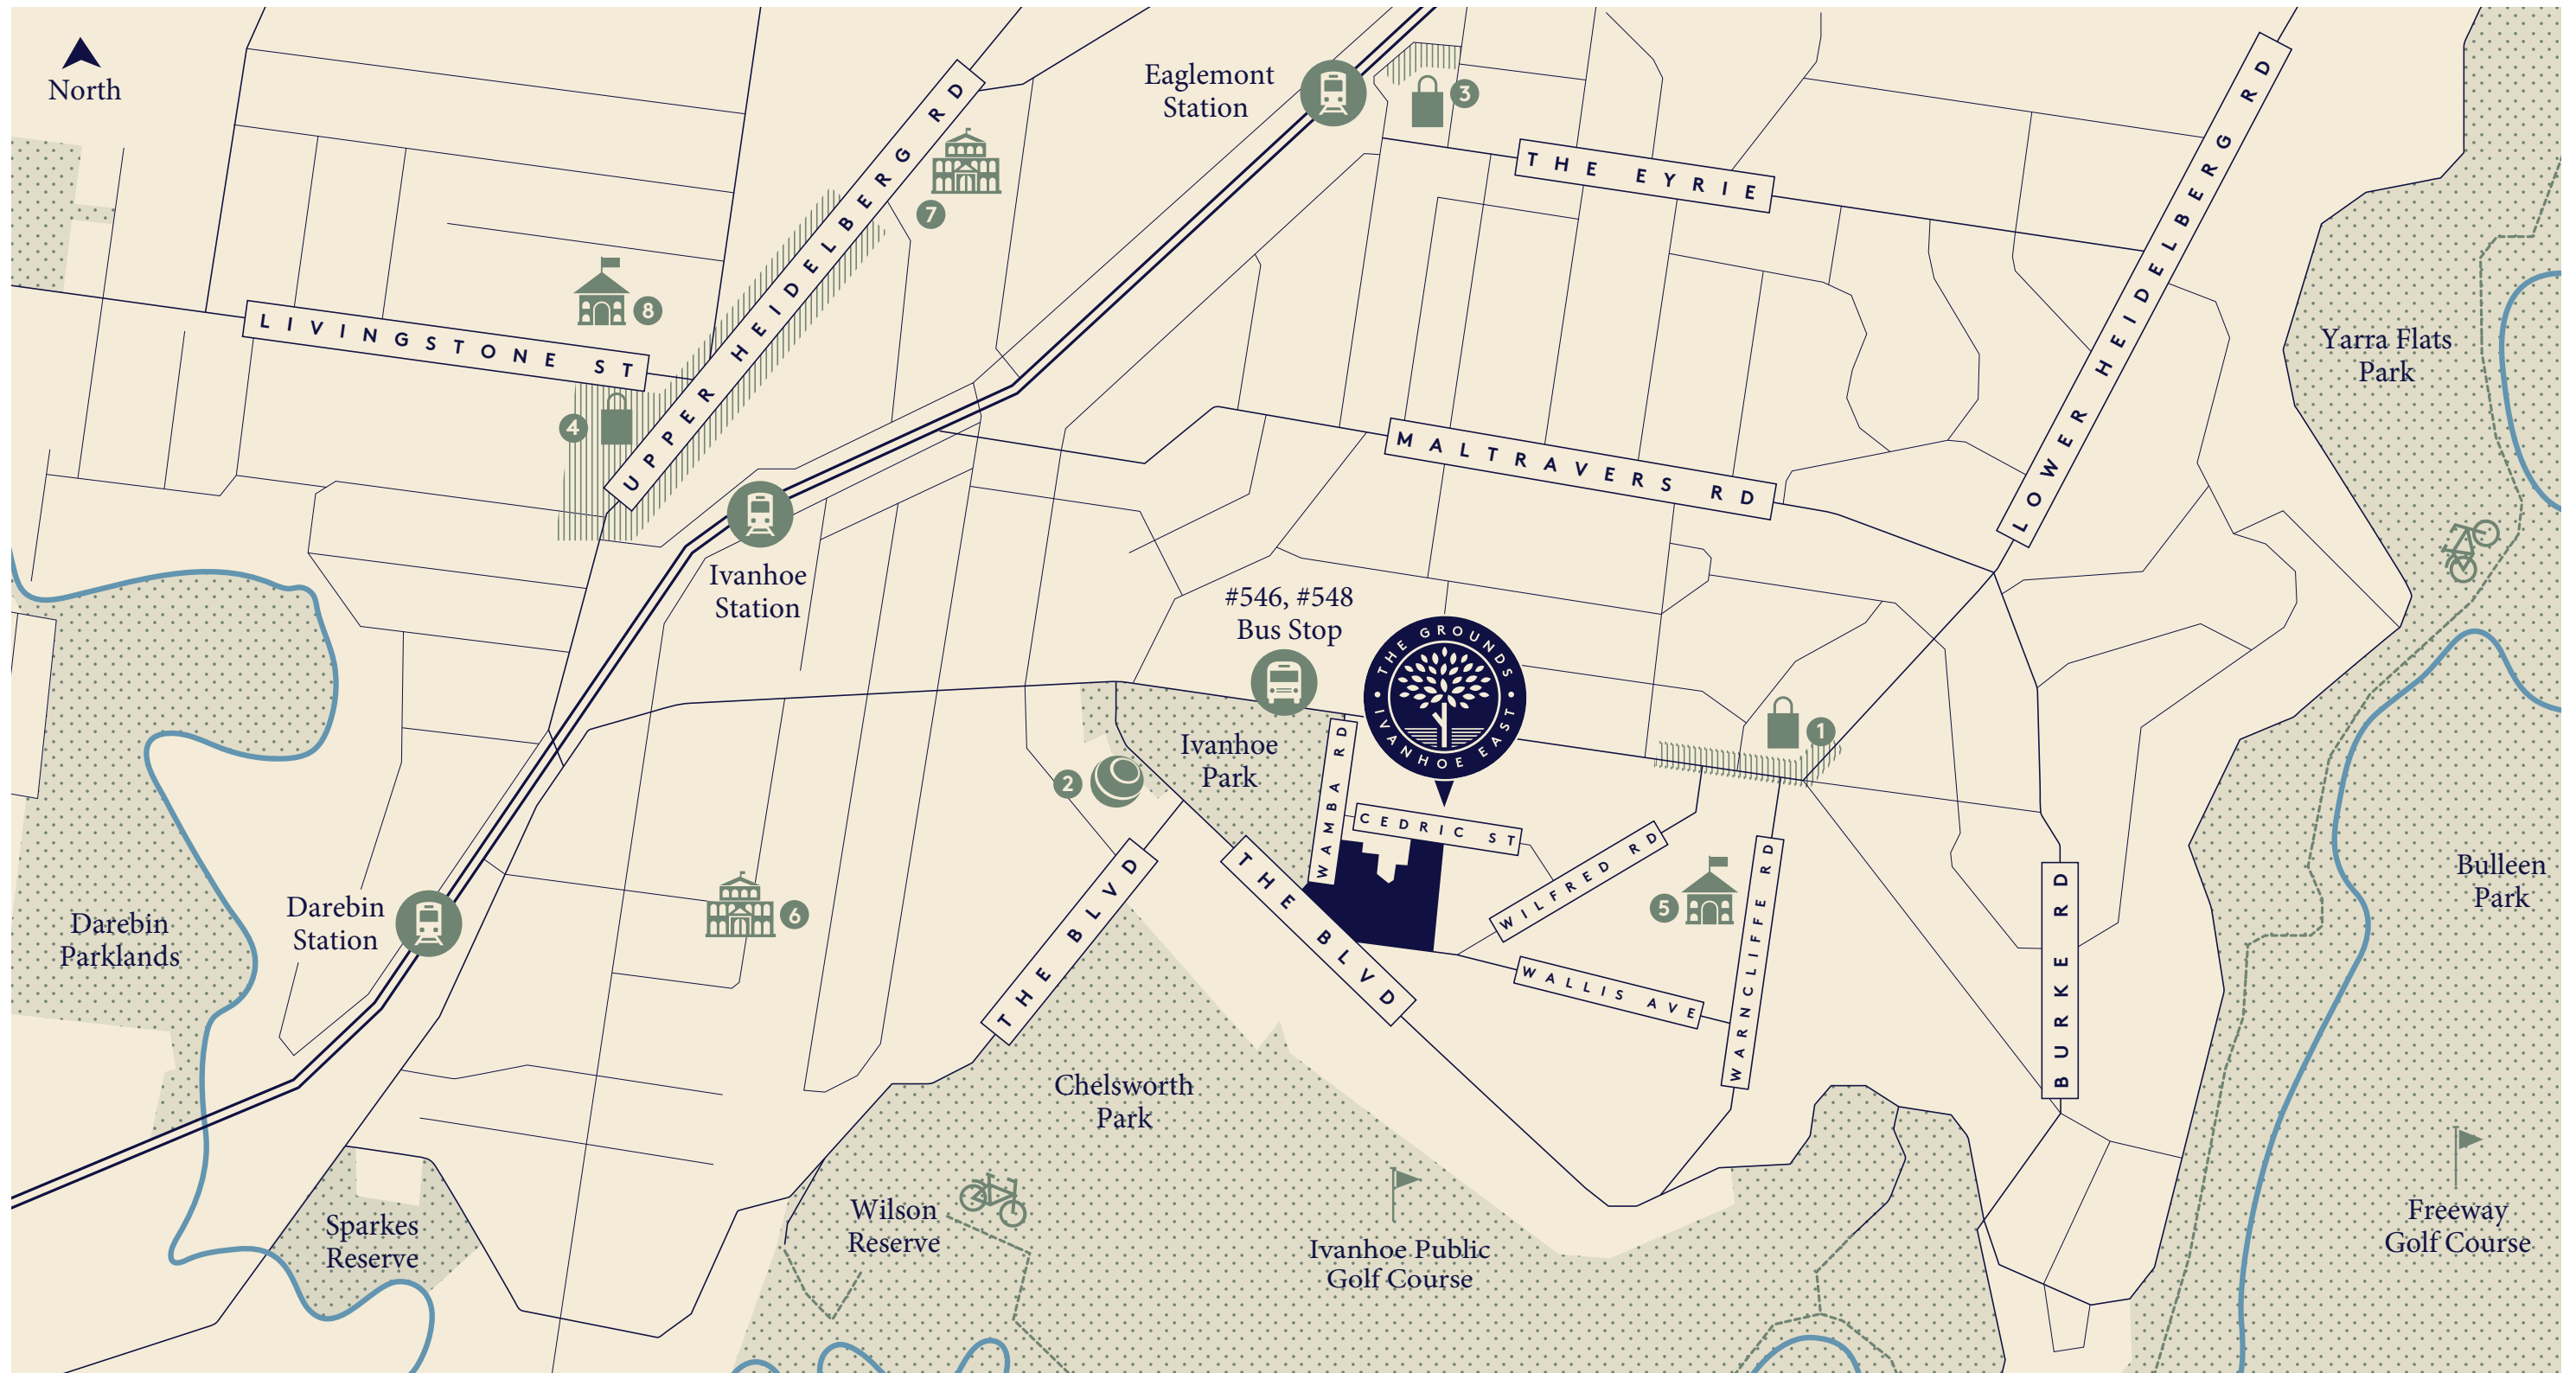 North
Eaglemont
Station
3
THE EYRIE
LOWER HEIDELBERG RD
UPPER HEIDELBERG RD
7
8
LIVINGSTONE ST
4
Yarra Flats
Park
MALTRAVERS RD
Ivanhoe
Station
#546, #548
Bus Stop
THE GROUNDS
IVANHOE EAST
1
Ivanhoe
Park
2
WAMBA RD
CEDRIC ST
WILFRED RD
5
WARNCLIFFE RD
WALLIS AVE
THE BLVD
THE BLVD
BURKE RD
Bulleen
Park
6
Darebin
Station
Darebin
Parklands
Chelsworth
Park
Wilson
Reserve
Sparkes
Reserve
Ivanhoe Public
Golf Course
Freeway
Golf Course